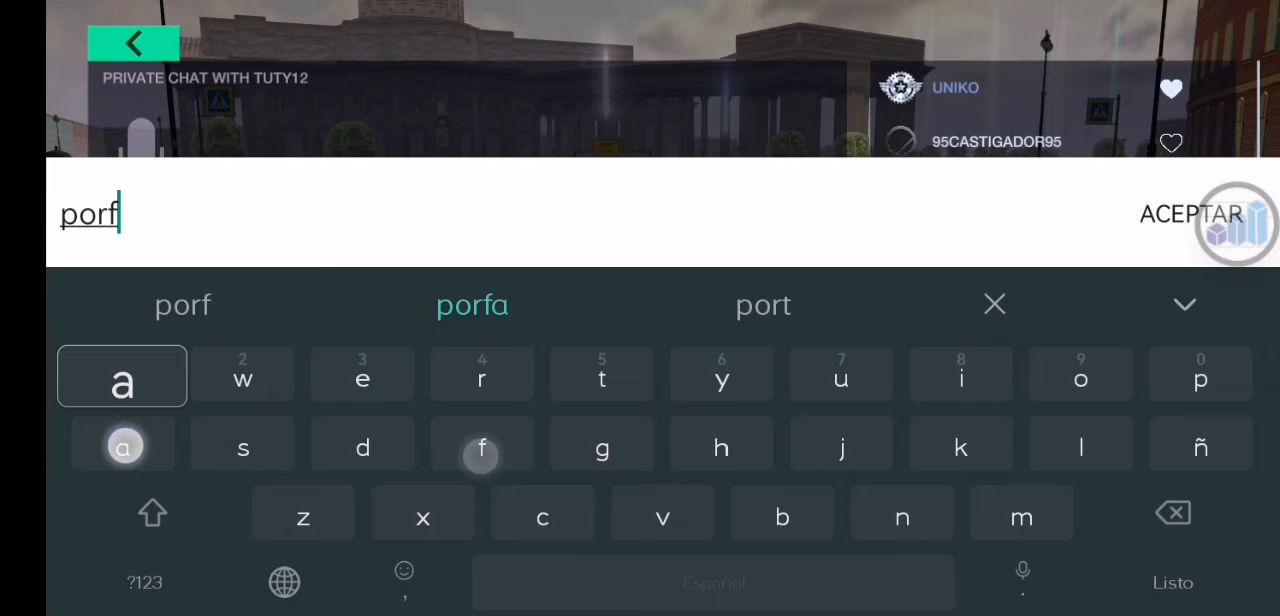 PRIVATE CHAT WITH TUTY12
UNIKO
95CASTIGADOR95
porf
ACEPTAR
porf porfa port
a 2 w 3 e 4 r 5 t 6 y 7 u 8 i 9 o 0 p
a s d f g h j k l ñ
z x c v b n m
?123 , Español . Listo